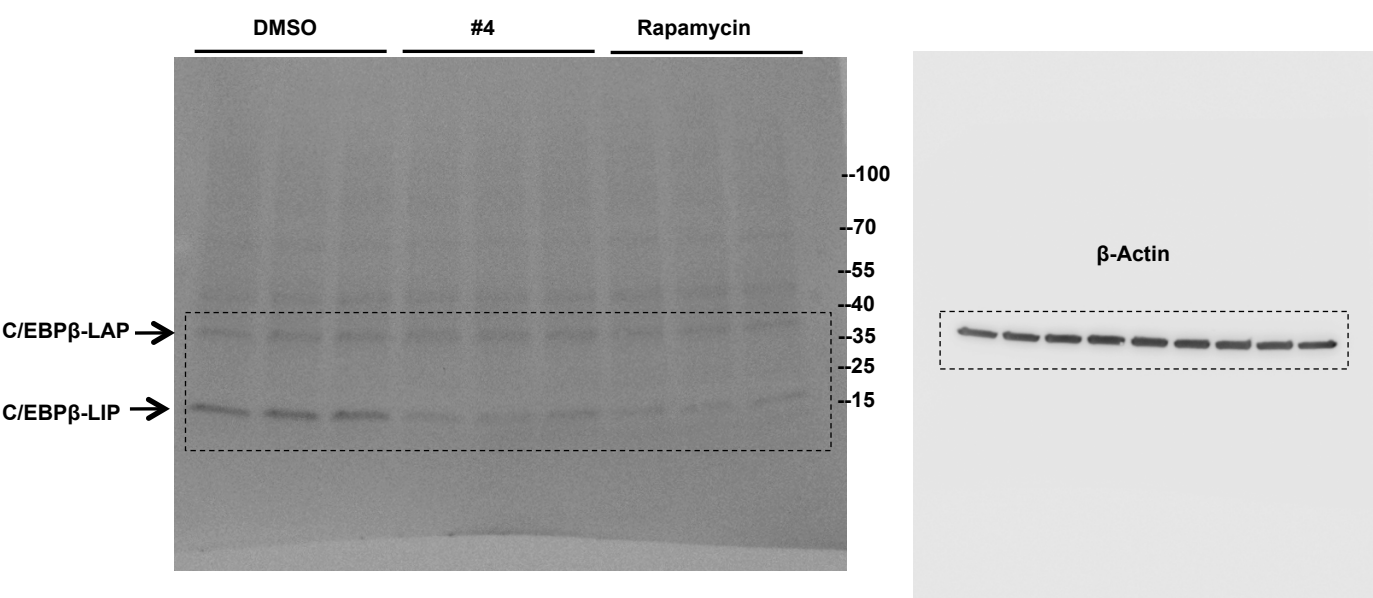 DMSO #4 Rapamycin
--100
--70
--55
--40
--35
--25
--15
C/EBPβ-LAP
C/EBPβ-LIP
β-Actin